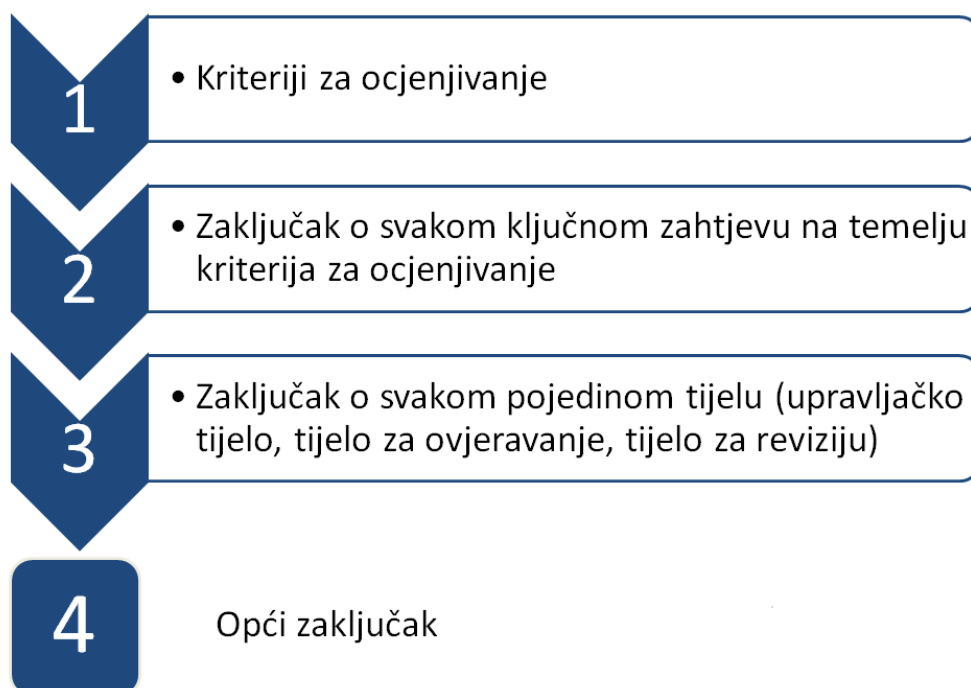 1
• Kriteriji za ocjenjivanje
2
• Zaključak o svakom ključnom zahtjevu na temelju
kriterija za ocjenjivanje
3
• Zaključak o svakom pojedinom tijelu (upravljačko
tijelo, tijelo za ovjeravanje, tijelo za reviziju)
4
Opći zaključak